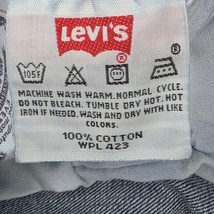 LEVI'S
®
®
105F
MACHINE WASH WARM. NORMAL CYCLE.
DO NOT BLEACH. TUMBLE DRY HOT. HOT
IRON IF NEEDED. WASH AND DRY WITH LIKE
COLORS.
100% COTTON
WPL 423